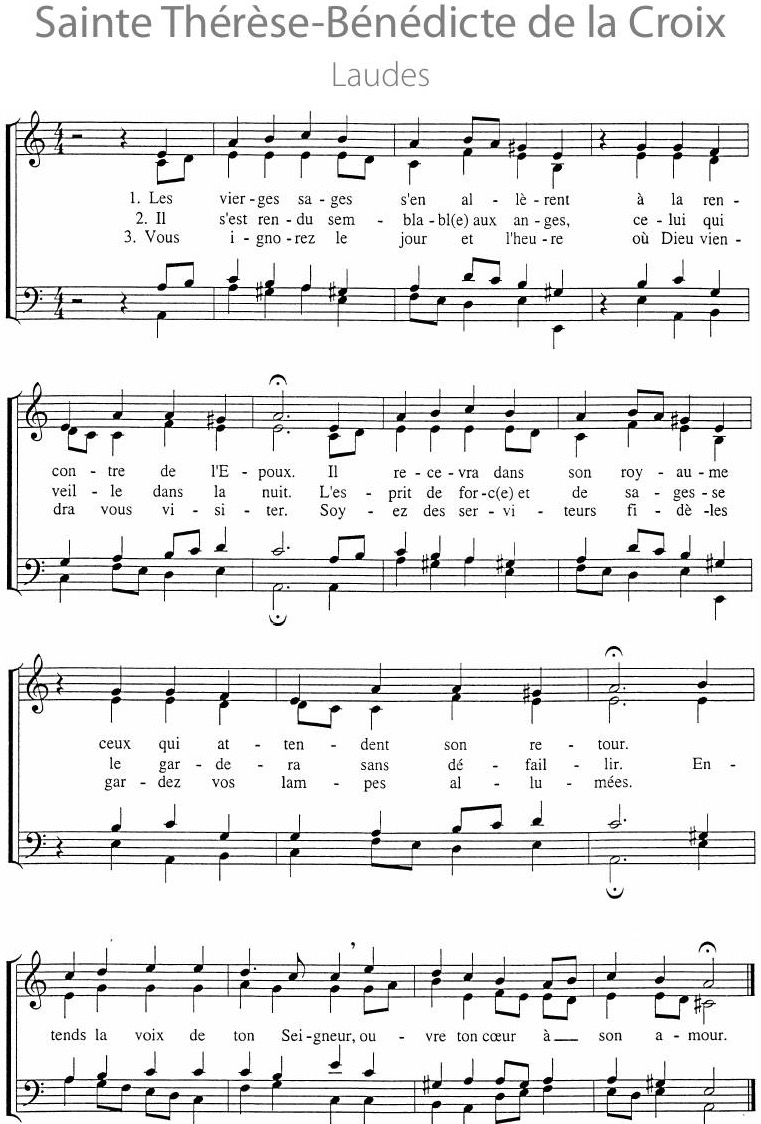 Sainte Thérèse-Bénédicte de la Croix
Laudes
1. Les vier - ges sa - ges s'en al - lè - rent à la ren -
2. Il s'est ren - du sem - bla - bl(e) aux an - ges, ce - lui qui
3. Vous i - gno - rez le jour et l'heu - re où Dieu vien -
con - tre de l'E - poux. Il re - ce - vra dans son roy - au - me
veil - le dans la nuit. L'es - prit de for - c(e) et de sa - ges - se
dra vous vi - si - ter. Soy - ez des ser - vi - teurs fi - dè - les
ceux qui at - ten - dent son re - tour.
le gar - de - ra sans dé - fail - lir. En -
gar - dez vos lam - pes al - lu - mées.
tends la voix de ton Sei - gneur, ou - vre ton cœur à son a - mour.